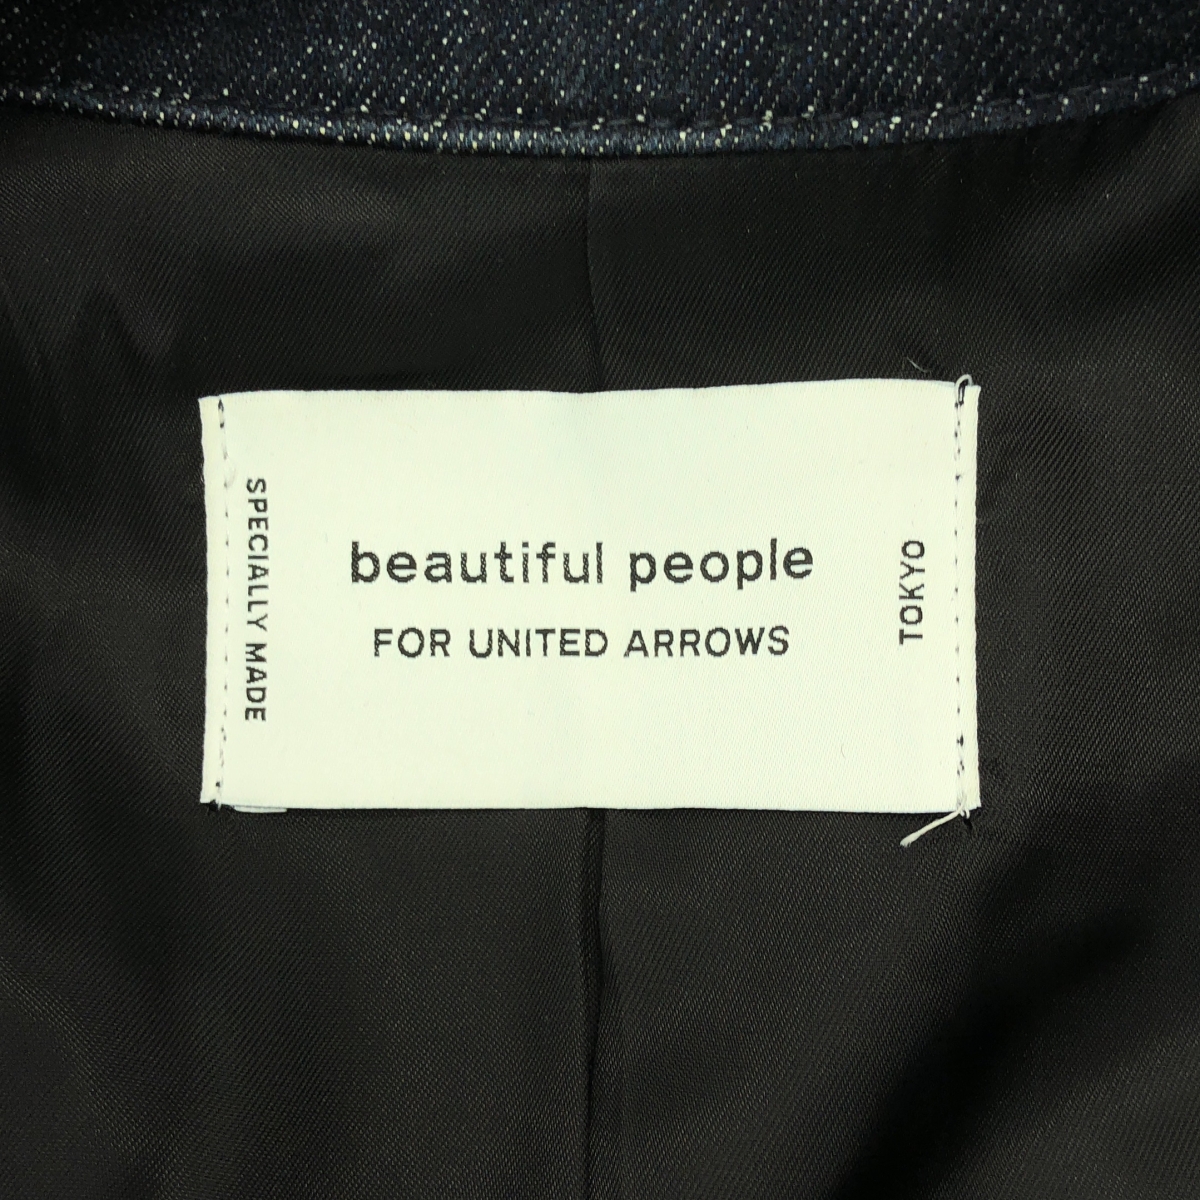 SPECIALLY MADE
beautiful people
FOR UNITED ARROWS
TOKYO